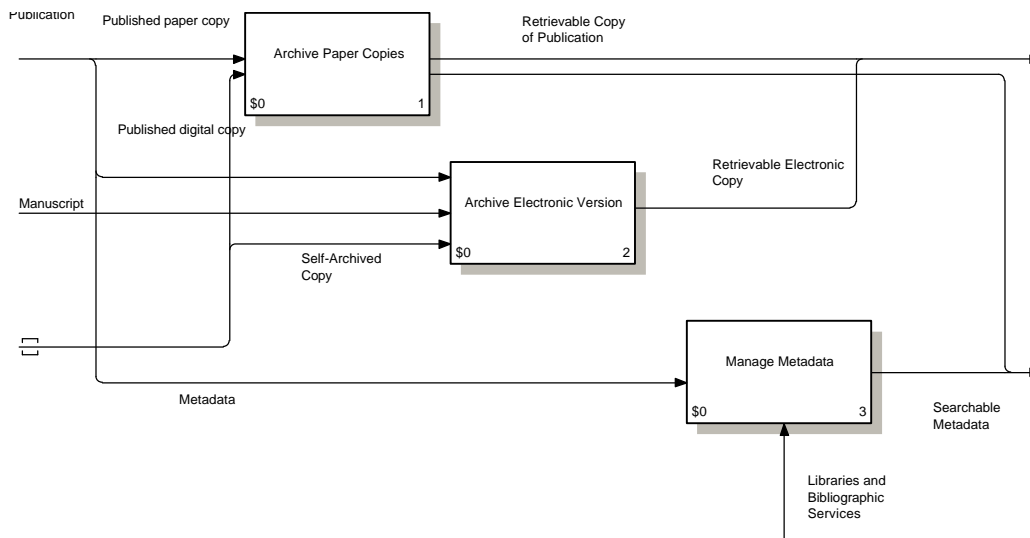 Publication
Published paper copy
Retrievable Copy
of Publication
Archive Paper Copies
$0
1
Published digital copy
Retrievable Electronic
Copy
Manuscript
Archive Electronic Version
$0
2
Self-Archived
Copy
Manage Metadata
$0
3
Metadata
Searchable
Metadata
Libraries and
Bibliographic
Services